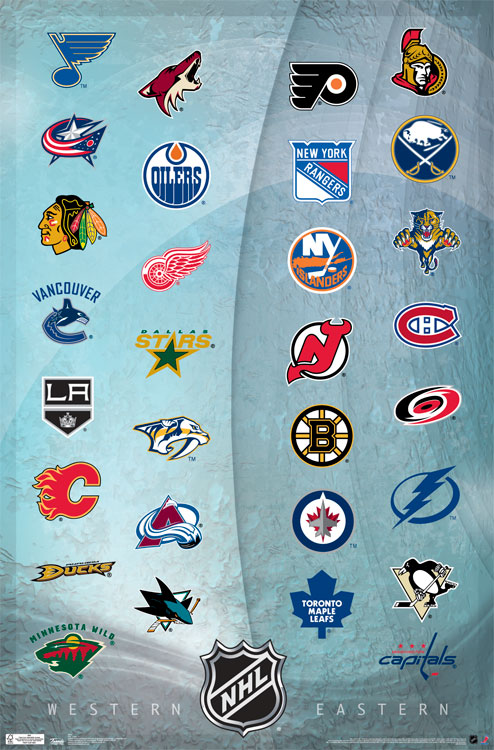 NEW YORK
RANGERS
OILERS
NY
ISLANDERS
VANCOUVER
DALLAS
STARS
LA
B
DUCKS
TORONTO
MAPLE
LEAFS
MINNESOTA WILD
capitals
NHL
WESTERN
EASTERN